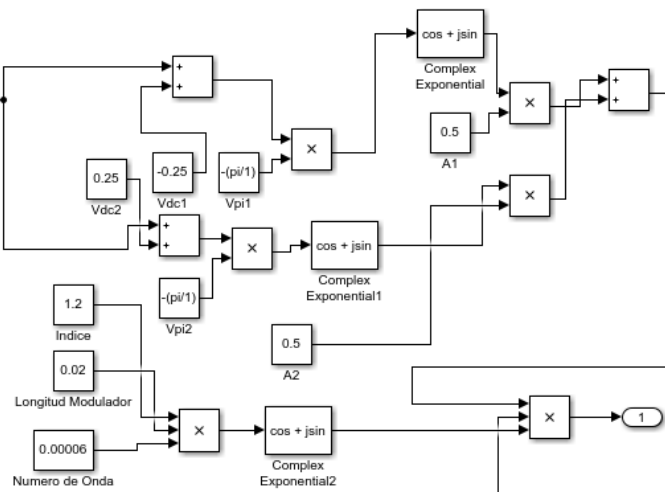 cos + jsin
Complex
Exponential
+
+
×
0.5
A1
+
+
×
-0.25
Vdc1
-(pi/1)
Vpi1
0.25
Vdc2
×
+
+
×
cos + jsin
Complex
Exponential1
-(pi/1)
Vpi2
1.2
Indice
0.5
A2
0.02
Longitud Modulador
×
cos + jsin
Complex
Exponential2
×
1
0.00006
Numero de Onda